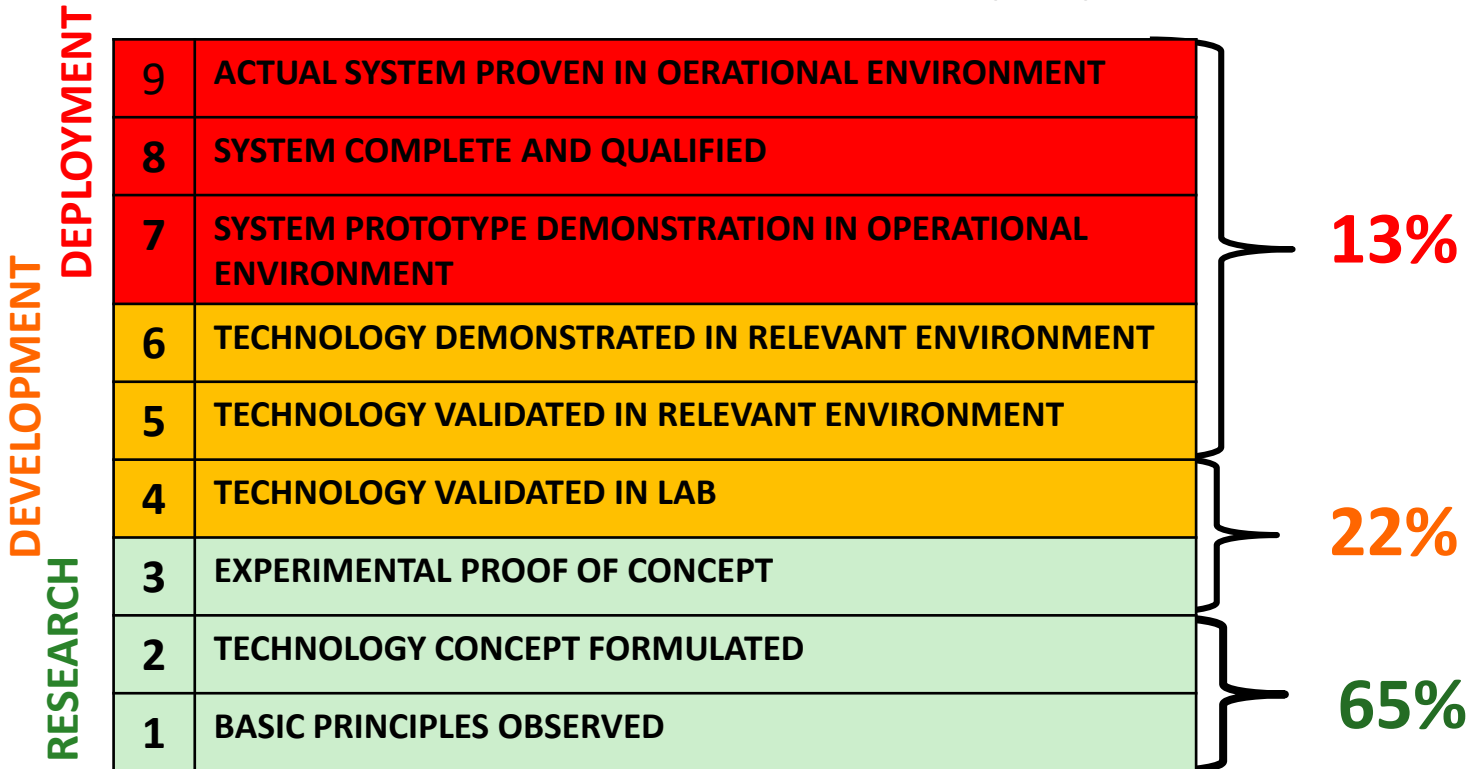 DEPLOYMENT
9 ACTUAL SYSTEM PROVEN IN OERATIONAL ENVIRONMENT
8 SYSTEM COMPLETE AND QUALIFIED
7 SYSTEM PROTOTYPE DEMONSTRATION IN OPERATIONAL
ENVIRONMENT
13%
DEVELOPMENT
6 TECHNOLOGY DEMONSTRATED IN RELEVANT ENVIRONMENT
5 TECHNOLOGY VALIDATED IN RELEVANT ENVIRONMENT
4 TECHNOLOGY VALIDATED IN LAB
22%
RESEARCH
3 EXPERIMENTAL PROOF OF CONCEPT
2 TECHNOLOGY CONCEPT FORMULATED
1 BASIC PRINCIPLES OBSERVED
65%